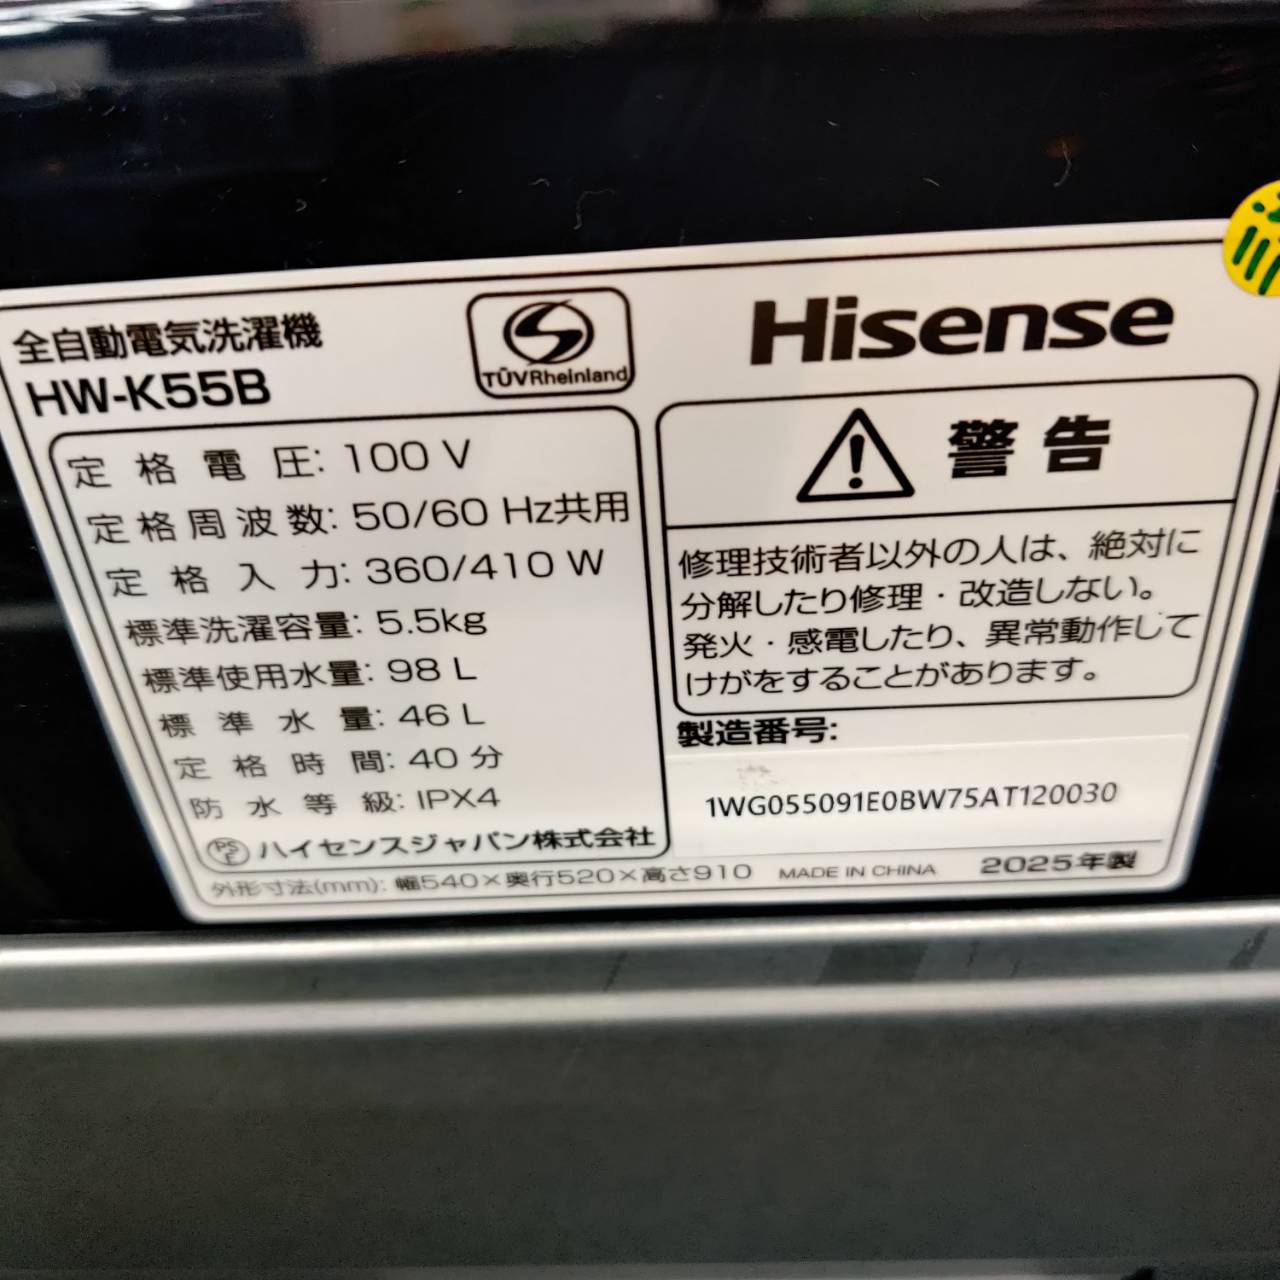 全自動電気洗濯機
HW-K55B
TÜVRheinland
Hisense
定格電圧: 100 V
定格周波数: 50/60 Hz共用
定格入力: 360/410 W
標準洗濯容量: 5.5kg
標準使用水量: 98 L
標準水量: 46 L
定格時間: 40 分
防水等級: IPX4
PS E ハイセンスジャパン株式会社
外形寸法(mm): 幅540×奥行520×高さ910
警告
修理技術者以外の人は、絶対に
分解したり修理・改造しない。
発火・感電したり、異常動作して
けがをすることがあります。
製造番号:
1WG055091E0BW75AT120030
MADE IN CHINA 2025年製